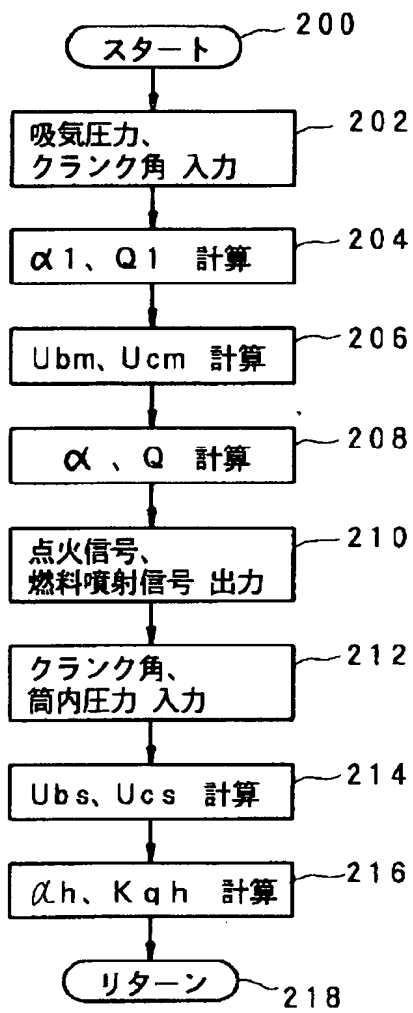 スタート
200
吸気圧力、
クランク角 入力
202
α1、Q1 計算
204
Ubm、Ucm 計算
206
α、Q 計算
208
点火信号、
燃料噴射信号 出力
210
クランク角、
筒内圧力 入力
212
Ubs、Ucs 計算
214
αh、Kqh 計算
216
リターン
218